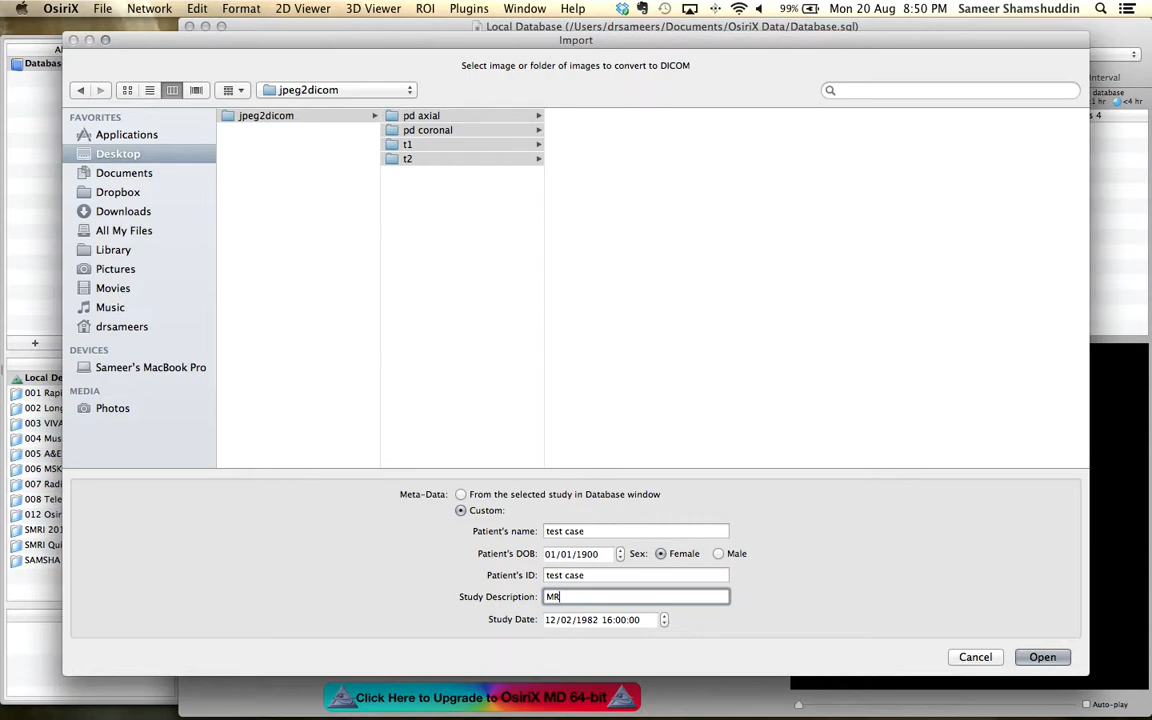 OsiriX File Network Edit Format 2D Viewer 3D Viewer ROI Plugins Window Help 99% Mon 20 Aug 8:50 PM Sameer Shamshuddin
Local Database (/Users/drsameers/Documents/OsiriX Data/Database.sql)
Import
Select image or folder of images to convert to DICOM
jpeg2dicom
FAVORITES
Applications
Desktop
Documents
Dropbox
Downloads
All My Files
Library
Pictures
Movies
Music
drsameers
DEVICES
Sameer's MacBook Pro
MEDIA
Photos
jpeg2dicom
pd axial
pd coronal
t1
t2
Databas
+
Local De
001 Rapi
002 Long
003 VIVA
004 Mus
005 A&E
006 MSK
007 Radi
008 Tele
012 Osir
SMRI 201
SMRI Qui
SAMSHA
Interval
database
1 hr <4 hr
s 4
Meta-Data: From the selected study in Database window
Custom:
Patient's name: test case
Patient's DOB: 01/01/1900 Sex: Female Male
Patient's ID: test case
Study Description: MR
Study Date: 12/02/1982 16:00:00
Cancel Open
Click Here to Upgrade to OsiriX MD 64-bit
Auto-play